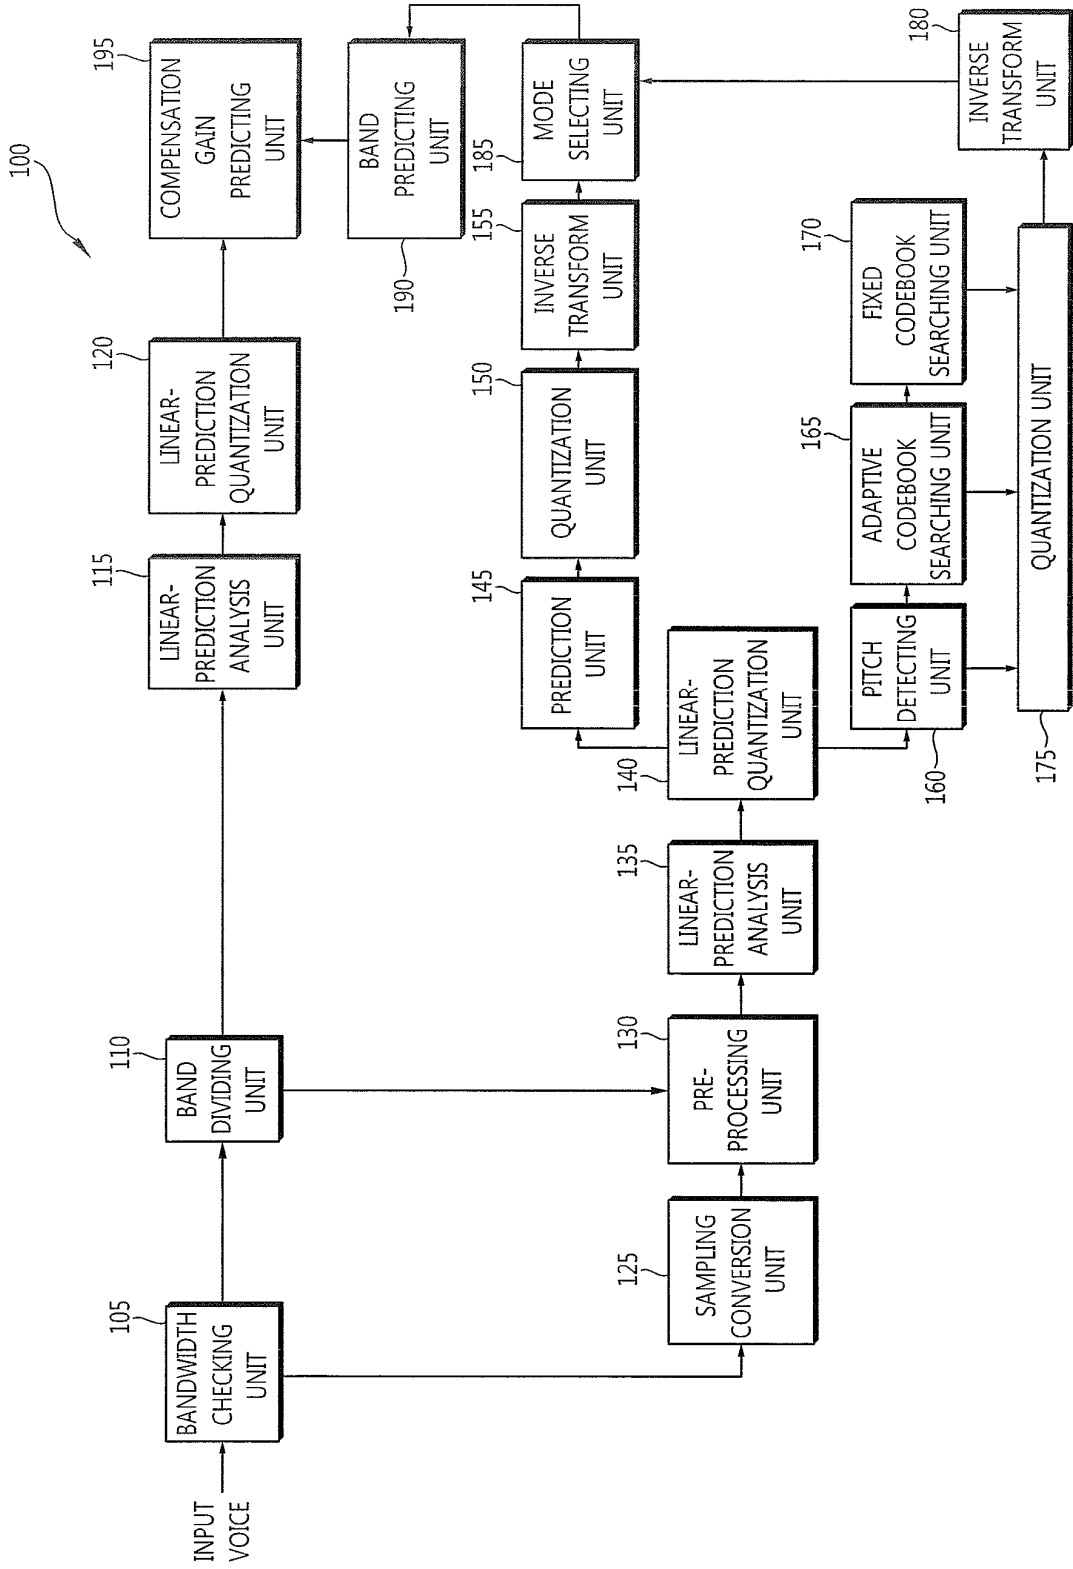 100
INPUT
VOICE
105
BANDWIDTH
CHECKING
UNIT
110
BAND
DIVIDING
UNIT
115
LINEAR-
PREDICTION
ANALYSIS
UNIT
120
LINEAR-
PREDICTION
QUANTIZATION
UNIT
195
COMPENSATION
GAIN
PREDICTING
UNIT
190
BAND
PREDICTING
UNIT
125
SAMPLING
CONVERSION
UNIT
130
PRE-
PROCESSING
UNIT
135
LINEAR-
PREDICTION
ANALYSIS
UNIT
140
LINEAR-
PREDICTION
QUANTIZATION
UNIT
145
PREDICTION
UNIT
150
QUANTIZATION
UNIT
155
INVERSE
TRANSFORM
UNIT
185
MODE
SELECTING
UNIT
160
PITCH
DETECTING
UNIT
165
ADAPTIVE
CODEBOOK
SEARCHING UNIT
170
FIXED
CODEBOOK
SEARCHING UNIT
175
QUANTIZATION UNIT
180
INVERSE
TRANSFORM
UNIT